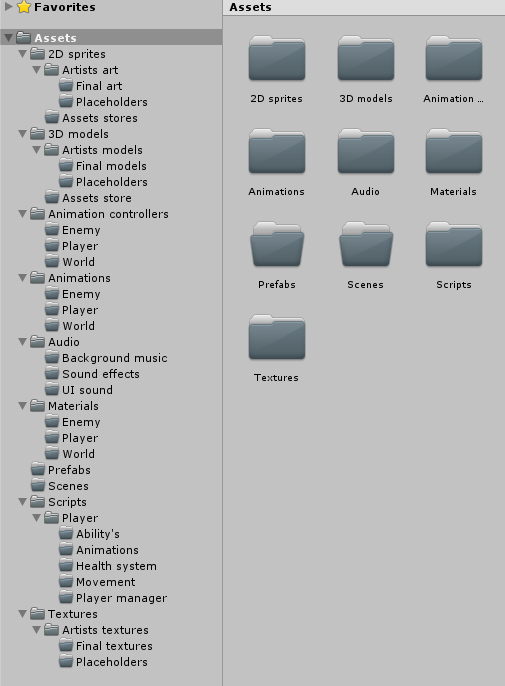 Favorites
Assets
2D sprites
Artists art
Final art
Placeholders
Assets stores
3D models
Artists models
Final models
Placeholders
Assets store
Animation controllers
Enemy
Player
World
Animations
Enemy
Player
World
Audio
Background music
Sound effects
UI sound
Materials
Enemy
Player
World
Prefabs
Scenes
Scripts
Player
Ability's
Animations
Health system
Movement
Player manager
Textures
Artists textures
Final textures
Placeholders
Assets
2D sprites 3D models Animation ...
Animations Audio Materials
Prefabs Scenes Scripts
Textures